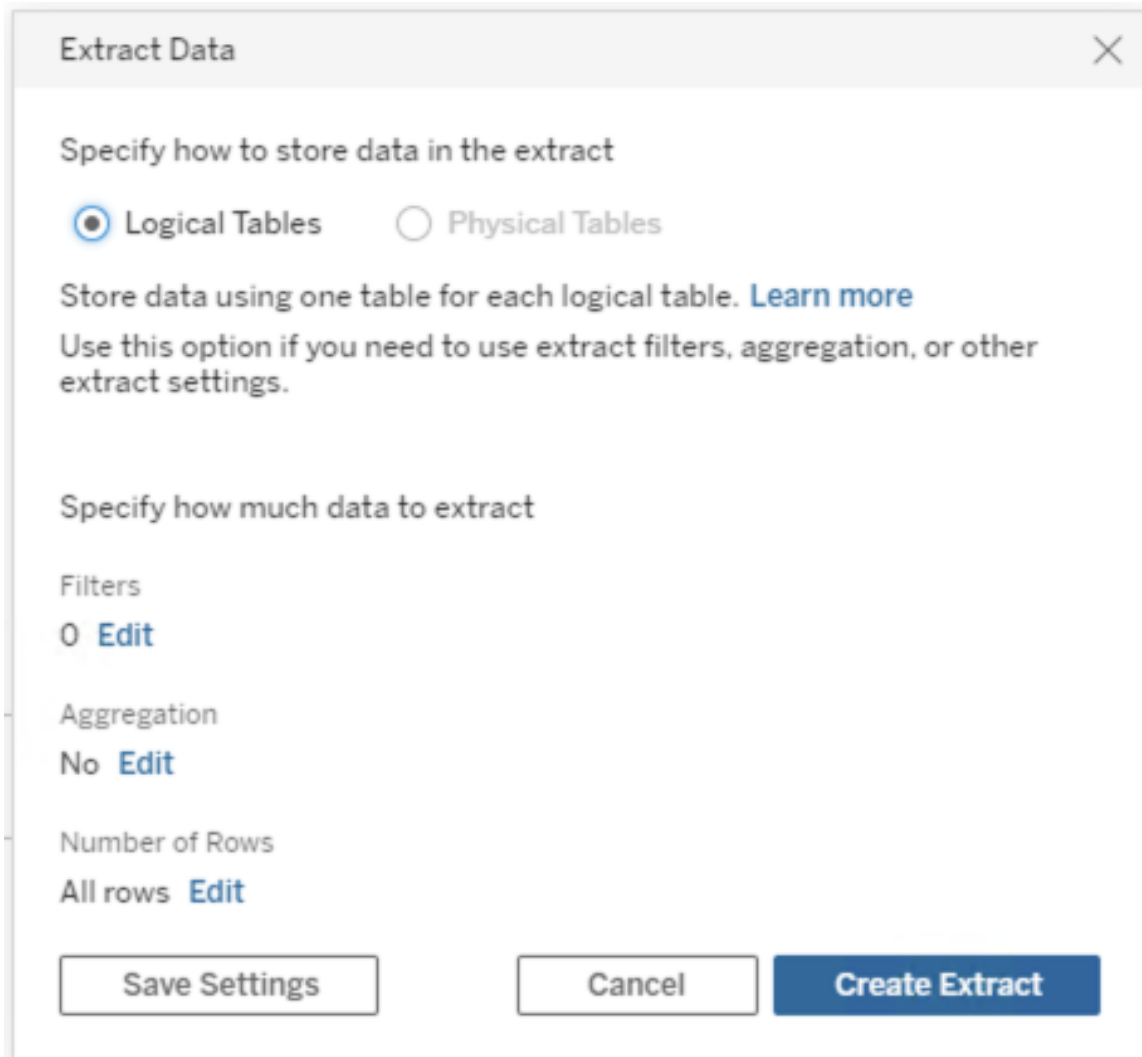 Extract Data
Specify how to store data in the extract
Logical Tables Physical Tables
Store data using one table for each logical table. Learn more
Use this option if you need to use extract filters, aggregation, or other
extract settings.
Specify how much data to extract
Filters
0 Edit
Aggregation
No Edit
Number of Rows
All rows Edit
Save Settings Cancel Create Extract